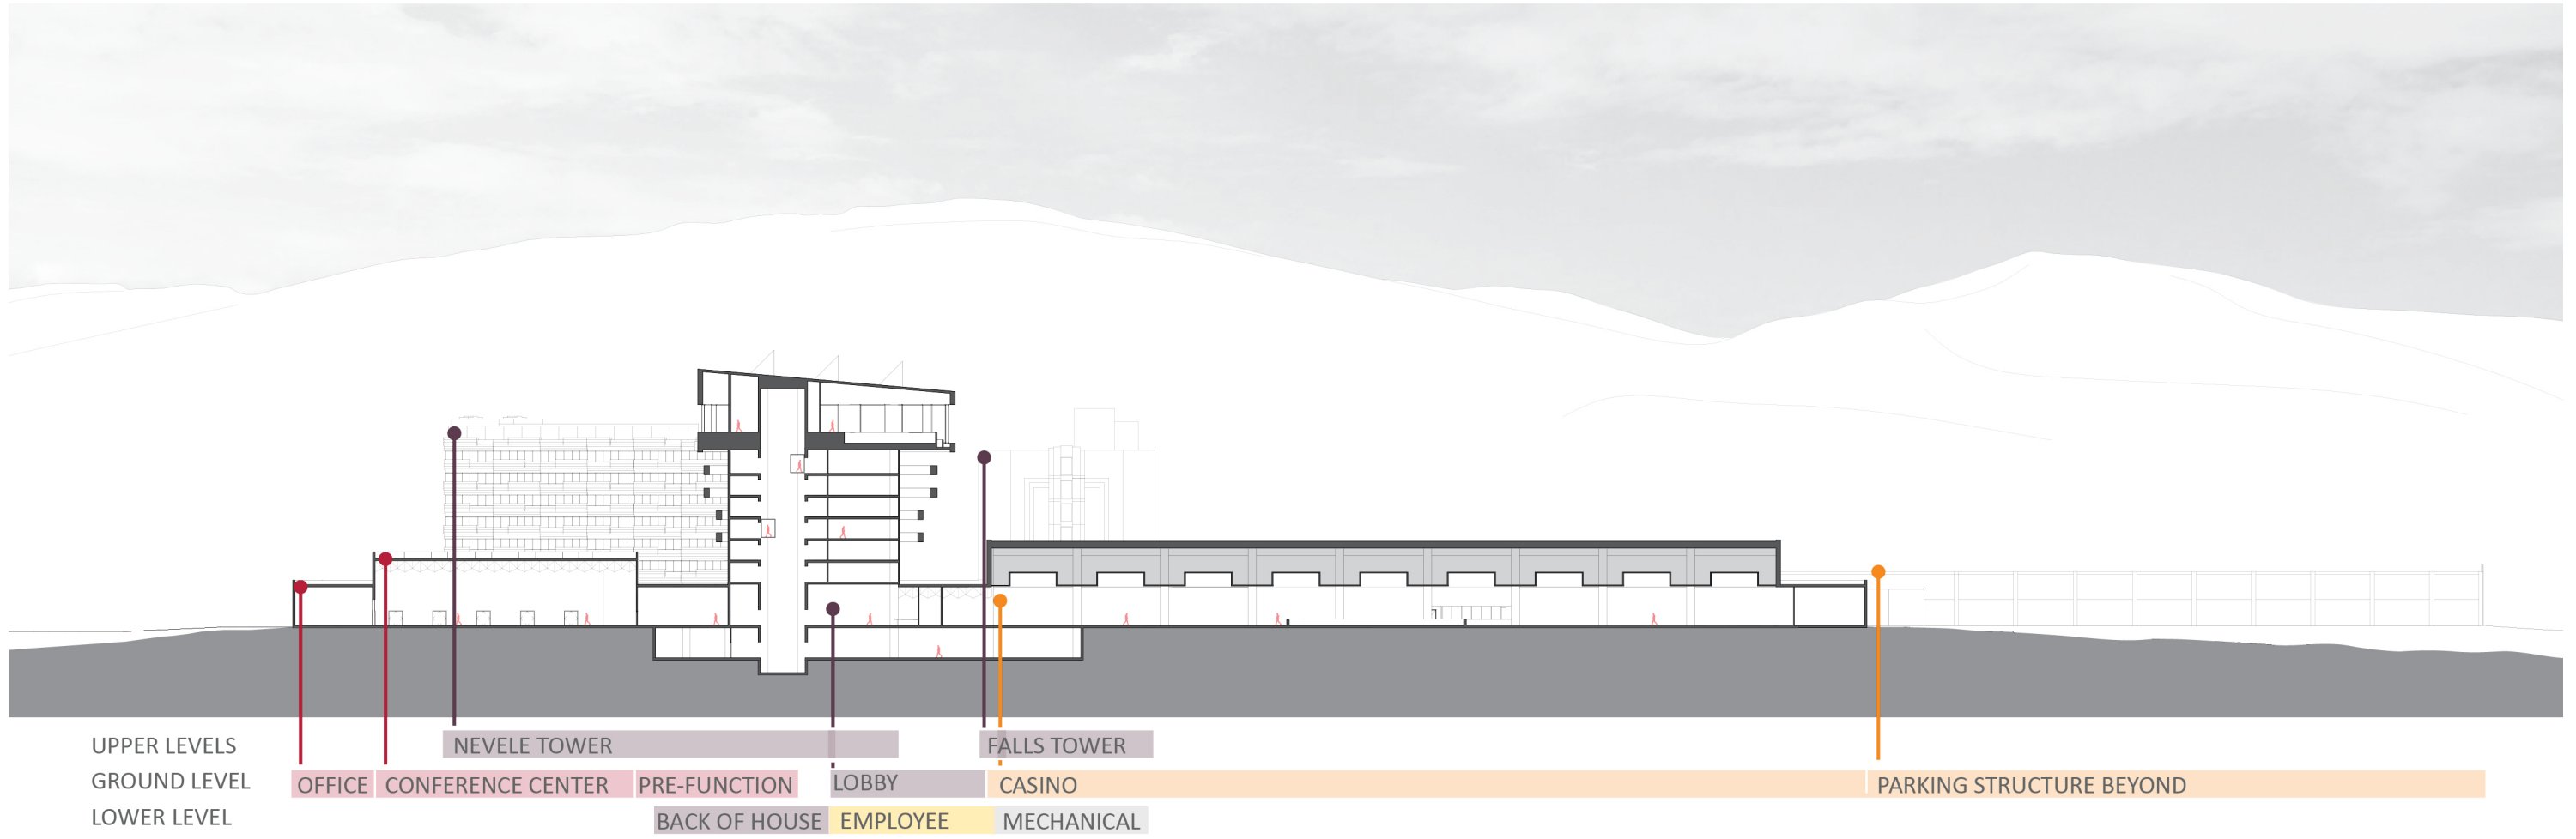 UPPER LEVELS NEVELE TOWER FALLS TOWER
GROUND LEVEL OFFICE CONFERENCE CENTER PRE-FUNCTION LOBBY CASINO PARKING STRUCTURE BEYOND
LOWER LEVEL BACK OF HOUSE EMPLOYEE MECHANICAL